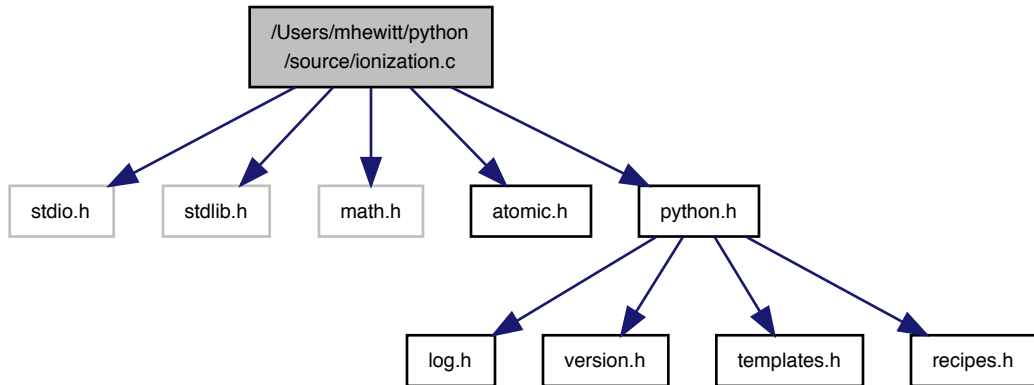 /Users/mhewitt/python
/source/ionization.c
stdio.h
stdlib.h
math.h
atomic.h
python.h
log.h
version.h
templates.h
recipes.h